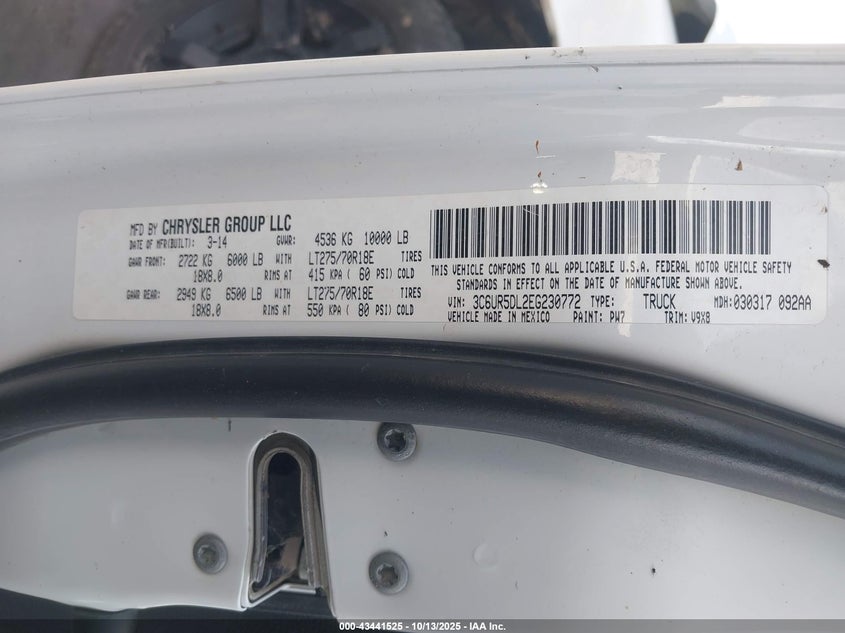 MFD BY CHRYSLER GROUP LLC
DATE OF MFR(BUILT): 3-14 GVWR: 4536 KG 10000 LB
GAWR FRONT: 2722 KG 6000 LB WITH LT275/70R18E TIRES
18X8.0 RIMS AT 415 KPA ( 60 PSI) COLD
GAWR REAR: 2949 KG 6500 LB WITH LT275/70R18E TIRES
18X8.0 RIMS AT 550 KPA ( 80 PSI) COLD
THIS VEHICLE CONFORMS TO ALL APPLICABLE U.S.A. FEDERAL MOTOR VEHICLE SAFETY
STANDARDS IN EFFECT ON THE DATE OF MANUFACTURE SHOWN ABOVE.
VIN: 3C6UR5DL2EG230772 TYPE: TRUCK MDH:030317 092AA
VEHICLE MADE IN MEXICO PAINT: PW7 TRIM: V9X8
000-43441525 | 10/13/2025 | IAA Inc.